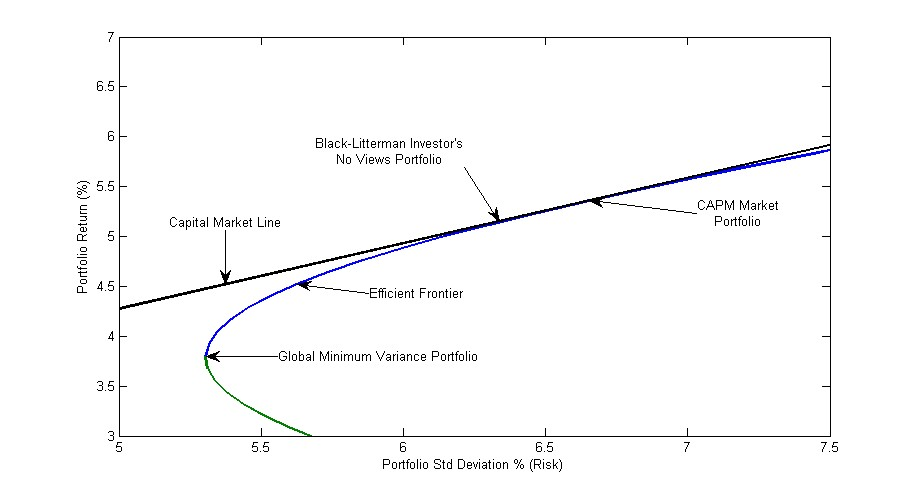 7
6.5
6
5.5
5
4.5
4
3.5
3
Portfolio Return (%)
Black-Litterman Investor's
No Views Portfolio
Capital Market Line
CAPM Market
Portfolio
Efficient Frontier
Global Minimum Variance Portfolio
5
5.5
6
6.5
7
7.5
Portfolio Std Deviation % (Risk)